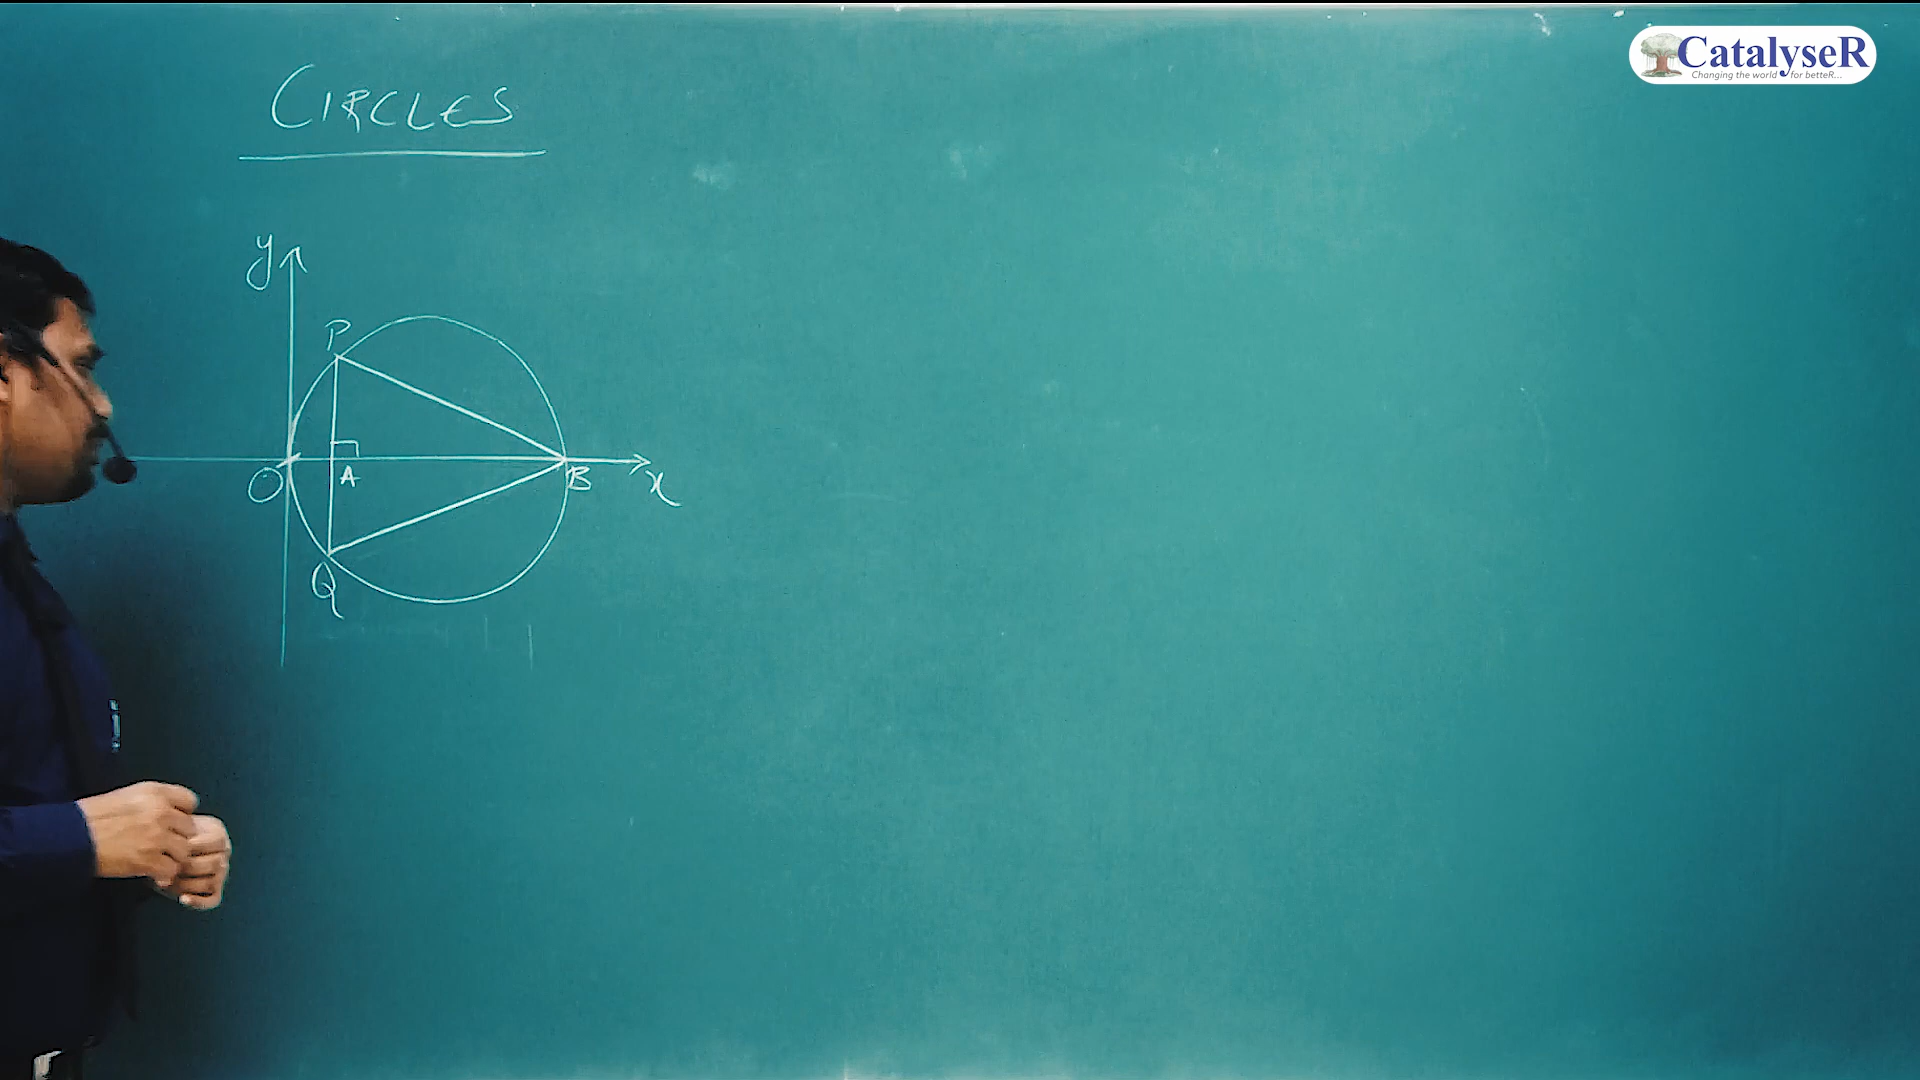 CatalyseR
Changing the world for betteR...
CIRCLES
y
P
O
A
B
x
Q